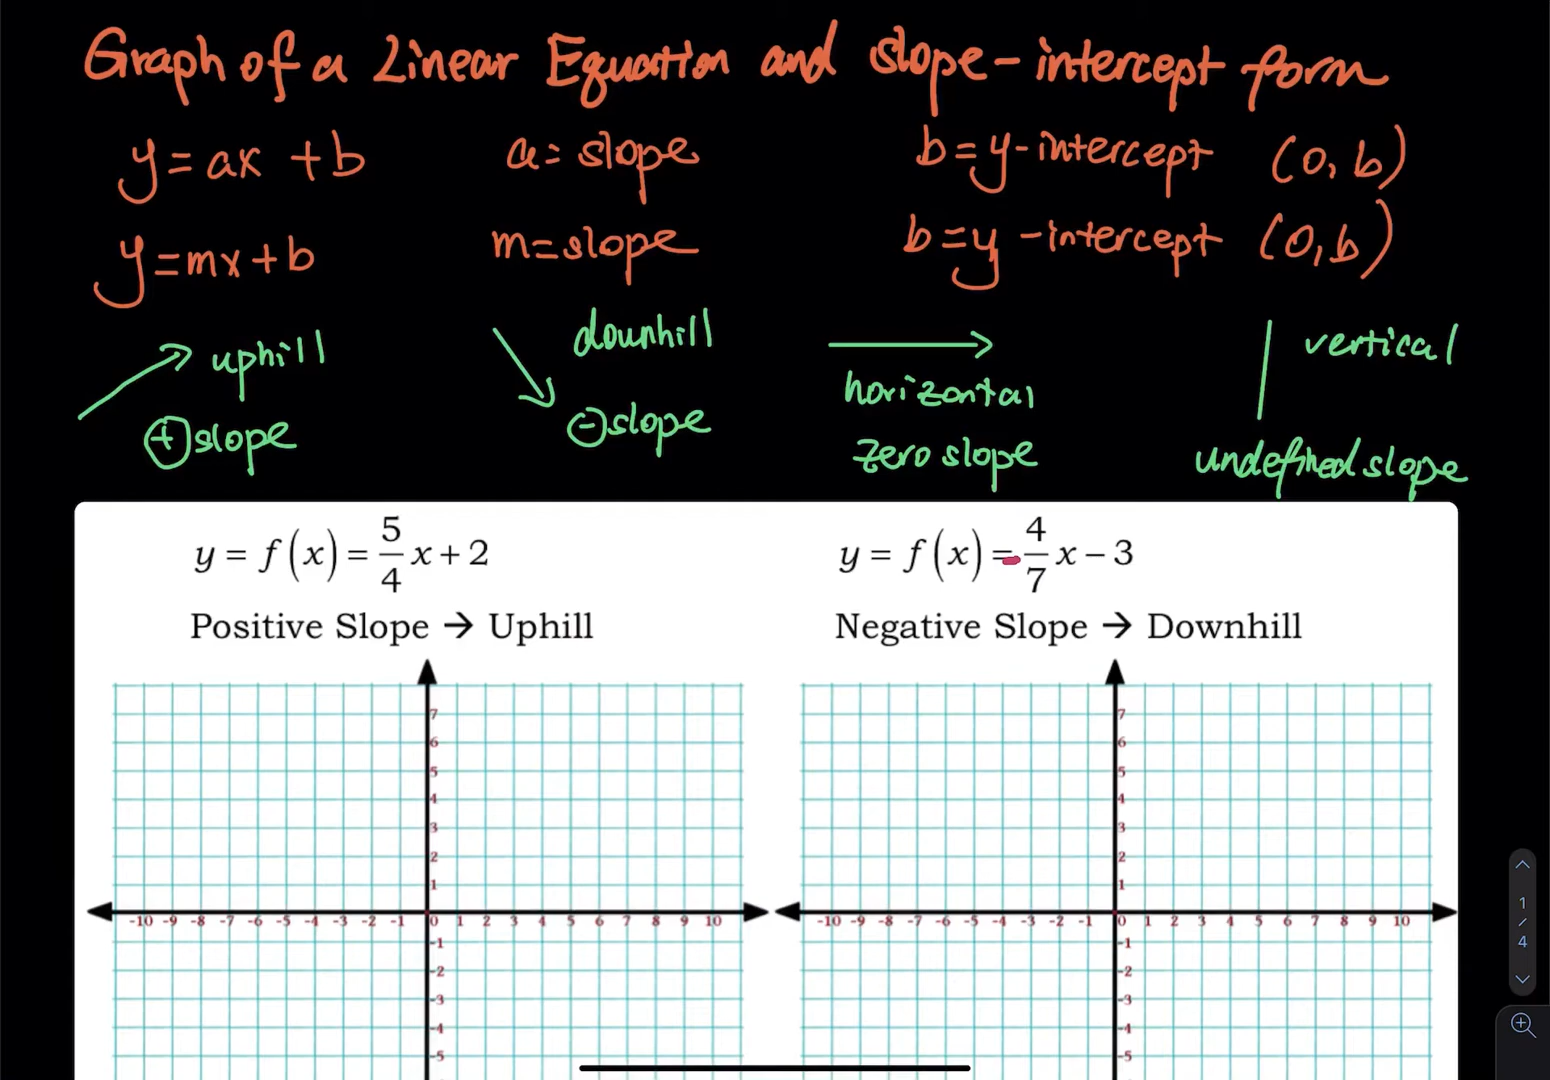 Graph of a Linear Equation and slope-intercept form
y = ax + b a = slope b = y-intercept (0, b)
y = mx + b m = slope b = y-intercept (0, b)
uphill downhill horizontal vertical
⊕ slope ⊖ slope zero slope undefined slope
y = f(x) = 5/4 x + 2 y = f(x) = -4/7 x − 3
Positive Slope → Uphill Negative Slope → Downhill
7 7
6 6
5 5
4 4
3 3
2 2
1 1
-10 -9 -8 -7 -6 -5 -4 -3 -2 -1 0 1 2 3 4 5 6 7 8 9 10 -10 -9 -8 -7 -6 -5 -4 -3 -2 -1 0 1 2 3 4 5 6 7 8 9 10
-1 -1
-2 -2
-3 -3
-4 -4
-5 -5
1 / 4